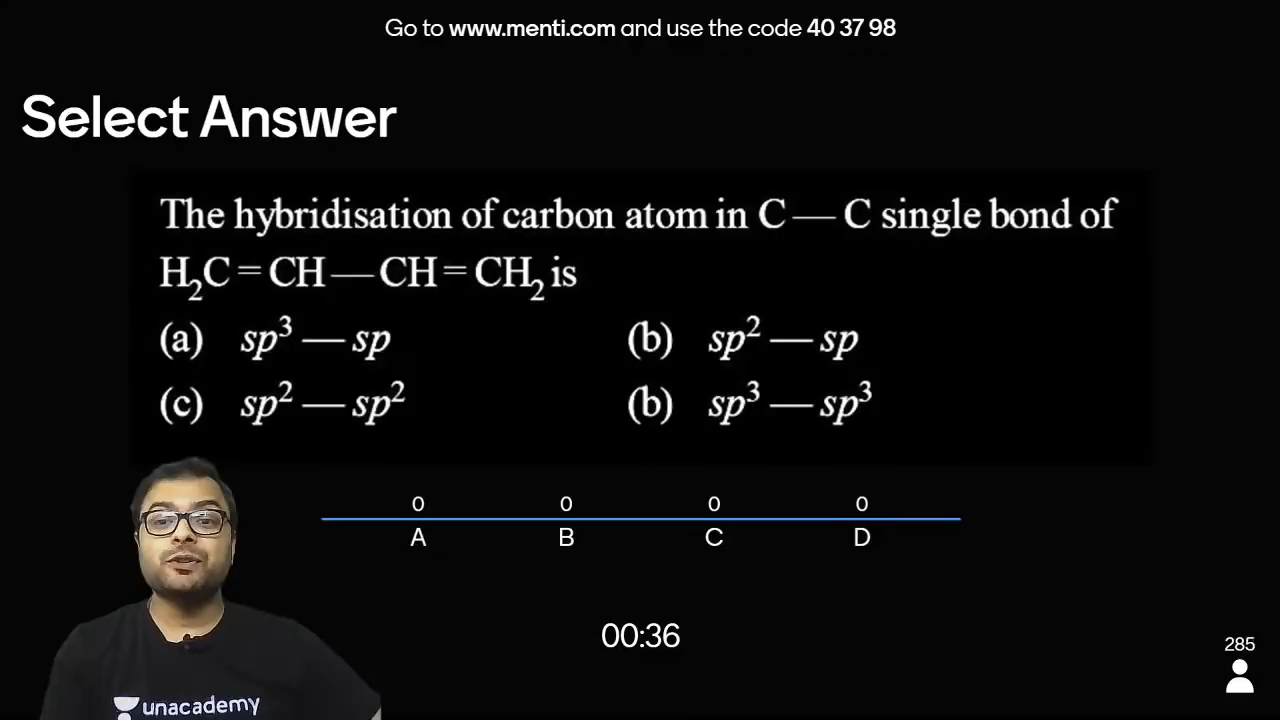 Go to www.menti.com and use the code 40 37 98
Select Answer
The hybridisation of carbon atom in C — C single bond of
H₂C = CH — CH = CH₂ is
(a) sp³ — sp (b) sp² — sp
(c) sp² — sp² (b) sp³ — sp³
0 0 0 0
A B C D
00:36
285
unacademy